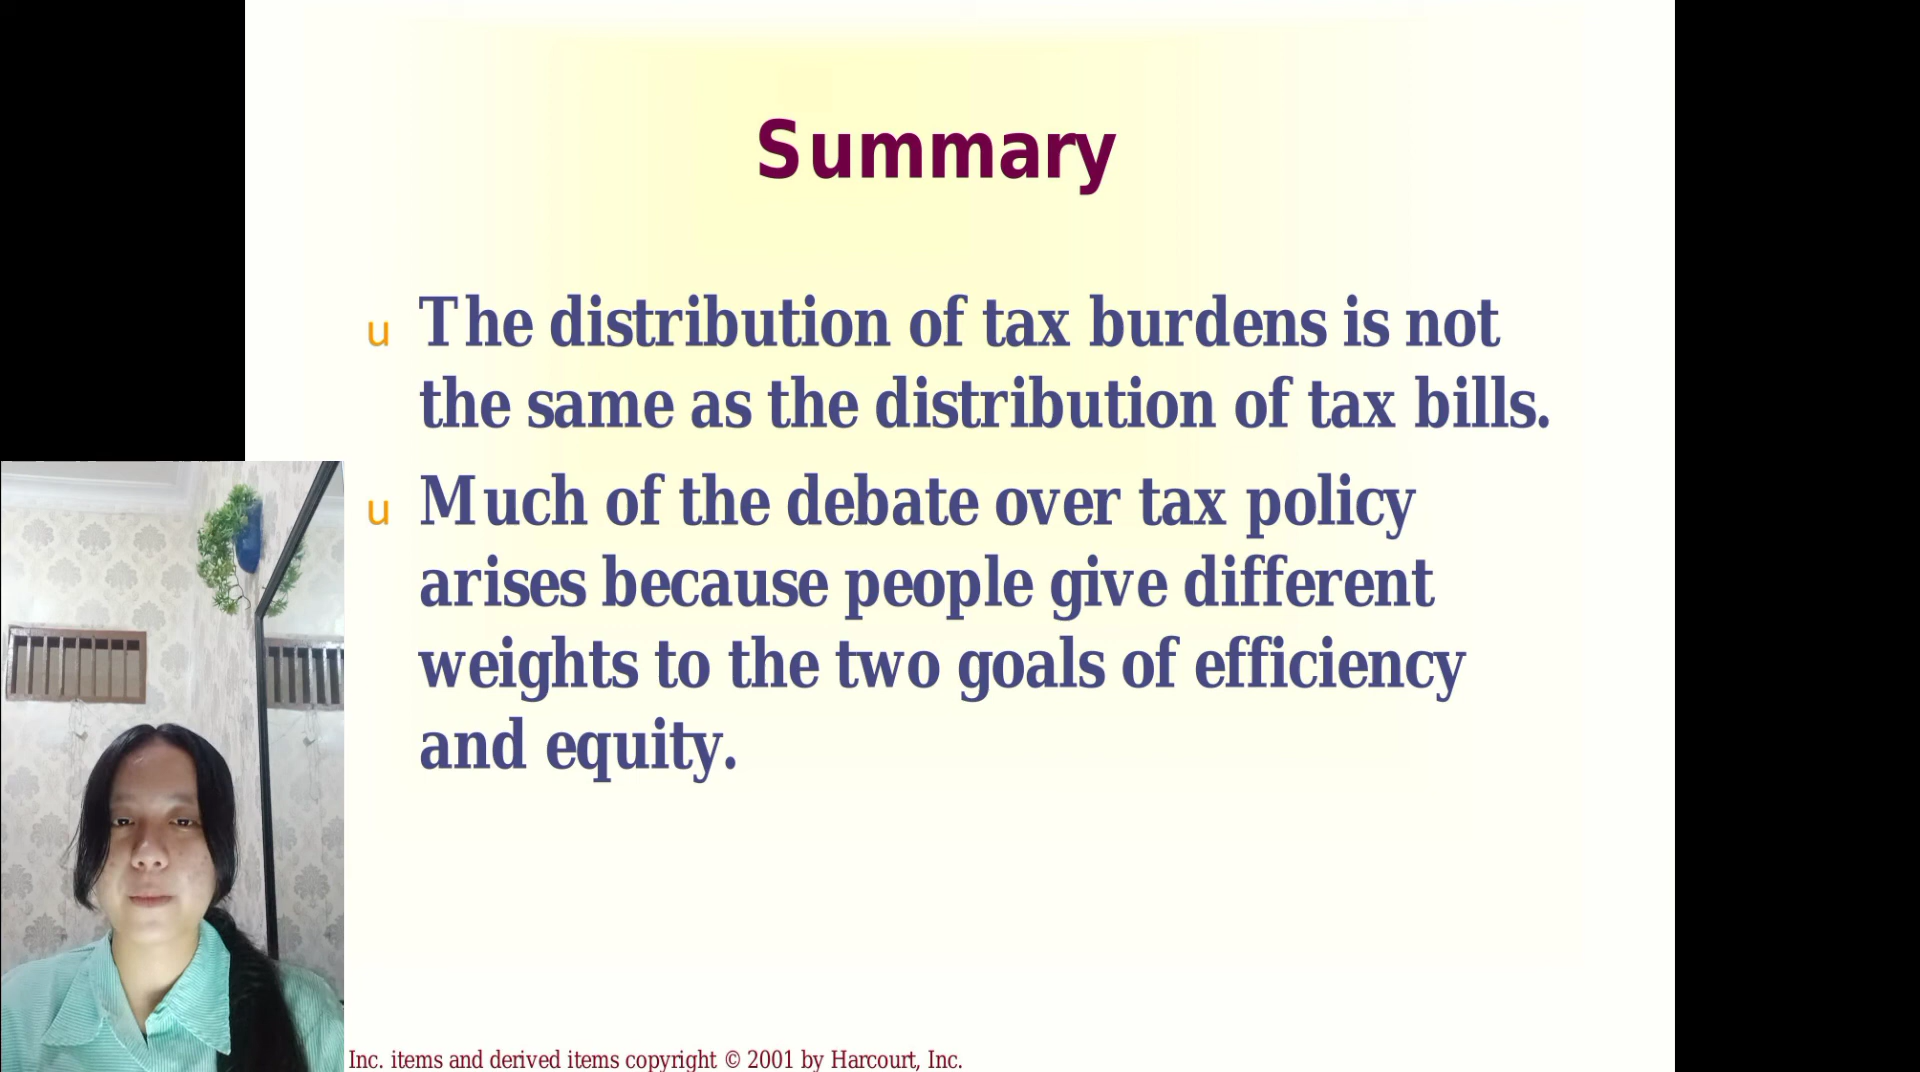 Summary
u The distribution of tax burdens is not
the same as the distribution of tax bills.
u Much of the debate over tax policy
arises because people give different
weights to the two goals of efficiency
and equity.
Inc. items and derived items copyright © 2001 by Harcourt, Inc.